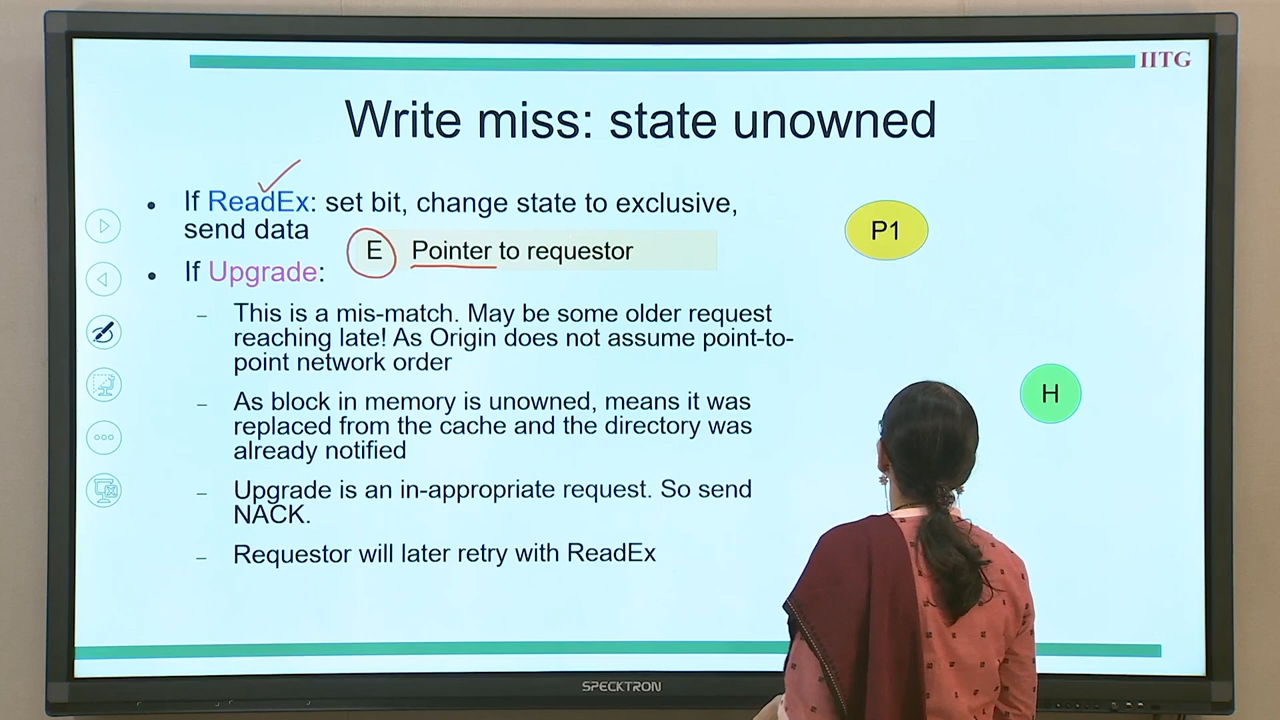 IITG
Write miss: state unowned
• If ReadEx: set bit, change state to exclusive,
send data
E Pointer to requestor
• If Upgrade:
– This is a mis-match. May be some older request
reaching late! As Origin does not assume point-to-
point network order
– As block in memory is unowned, means it was
replaced from the cache and the directory was
already notified
– Upgrade is an in-appropriate request. So send
NACK.
– Requestor will later retry with ReadEx
P1
H
SPECKTRON